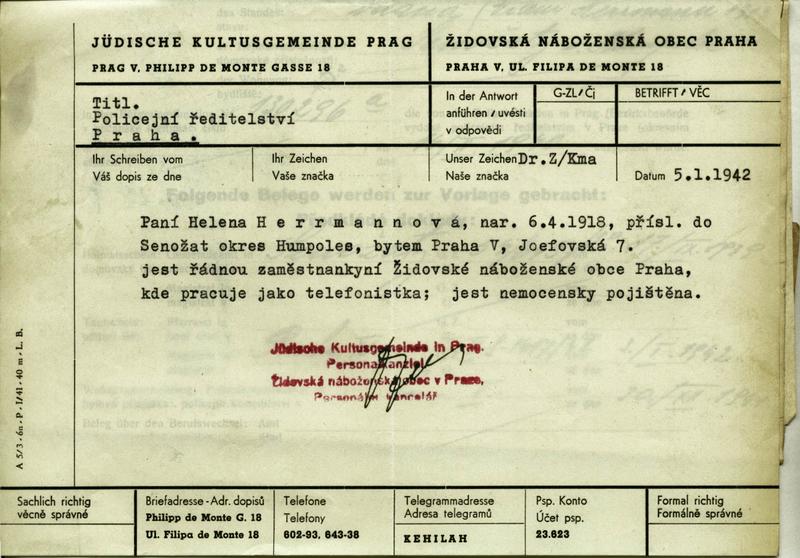 JÜDISCHE KULTUSGEMEINDE PRAG
PRAG V, PHILIPP DE MONTE GASSE 18
ŽIDOVSKÁ NÁBOŽENSKÁ OBEC PRAHA
PRAHA V, UL. FILIPA DE MONTE 18
Titl.
Policejní ředitelství
Praha.
In der Antwort
anführen / uvésti
v odpovědi
G-ZL / Čj
BETRIFFT / VĚC
Ihr Schreiben vom
Váš dopis ze dne
Ihr Zeichen
Vaše značka
Unser Zeichen Dr.Z/Kma
Naše značka
Datum 5.1.1942
Folgende Belege werden zur Vorlage gebracht:
Paní Helena Herrmannová, nar. 6.4.1918, přísl. do
Senožat okres Humpoles, bytem Praha V, Joefovská 7.
jest řádnou zaměstnankyní Židovské náboženské obce Praha,
kde pracuje jako telefonistka; jest nemocensky pojištěna.
Jüdische Kultusgemeinde in Prag.
Personalkanzlei
Židovská náboženská obec v Praze,
Personální kancelář
A 5/3 - 6n - P - I/41 - 40 m - L. B.
Sachlich richtig
věcně správné
Briefadresse - Adr. dopisů
Philipp de Monte G. 18
Ul. Filipa de Monte 18
Telefone
Telefony
602-93, 643-38
Telegrammadresse
Adresa telegramů
KEHILAH
Psp. Konto
Účet psp.
23.623
Formal richtig
Formálně správné